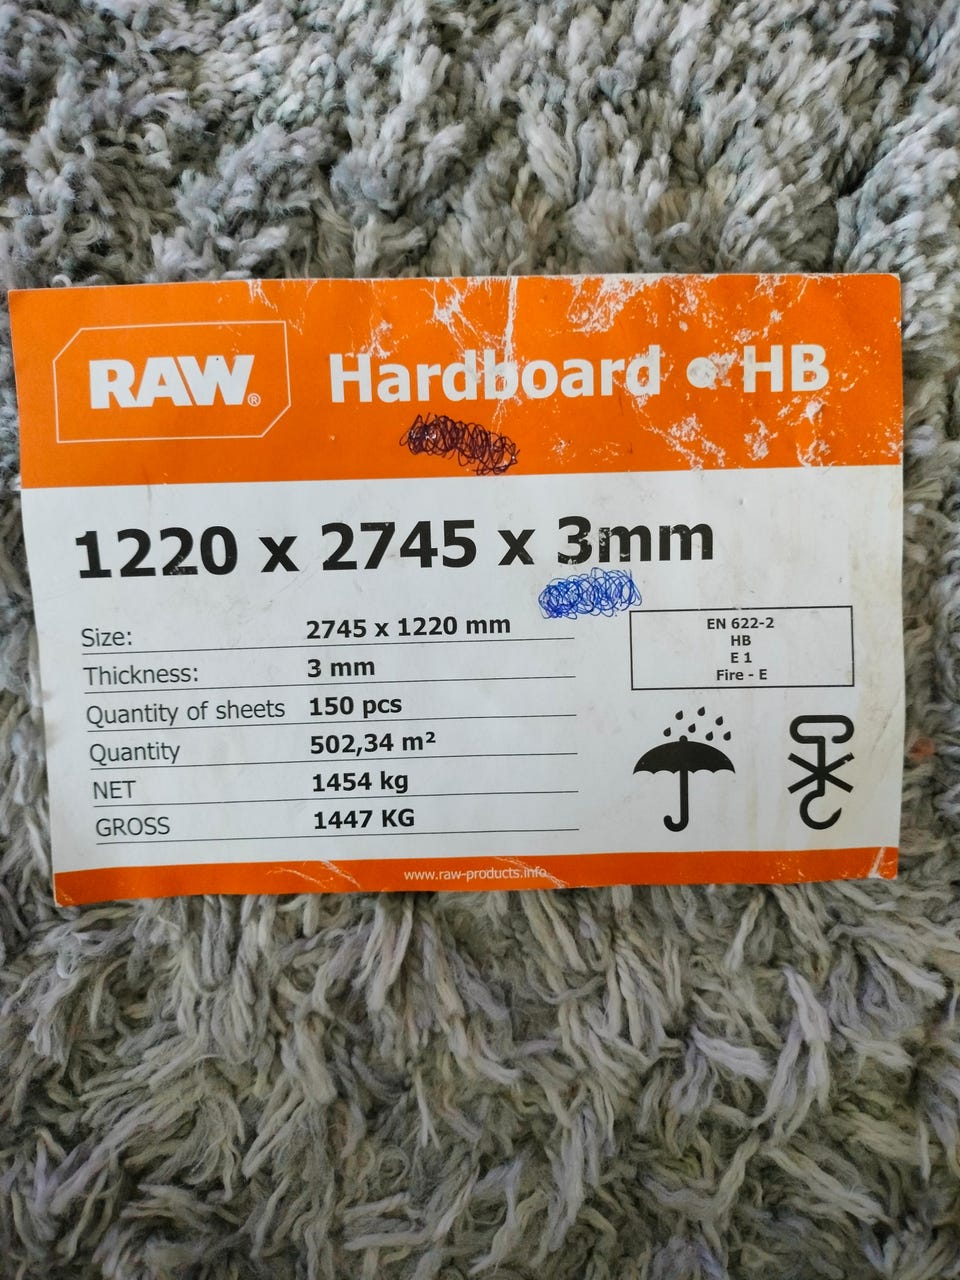 RAW®
Hardboard • HB
1220 x 2745 x 3mm
Size: 2745 x 1220 mm
Thickness: 3 mm
Quantity of sheets 150 pcs
Quantity 502,34 m²
NET 1454 kg
GROSS 1447 KG
EN 622-2
HB
E 1
Fire - E
www.raw-products.info